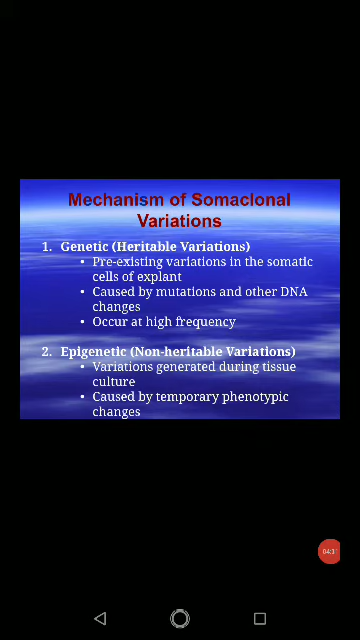 Mechanism of Somaclonal
Variations
1. Genetic (Heritable Variations)
• Pre-existing variations in the somatic
cells of explant
• Caused by mutations and other DNA
changes
• Occur at high frequency
2. Epigenetic (Non-heritable Variations)
• Variations generated during tissue
culture
• Caused by temporary phenotypic
changes